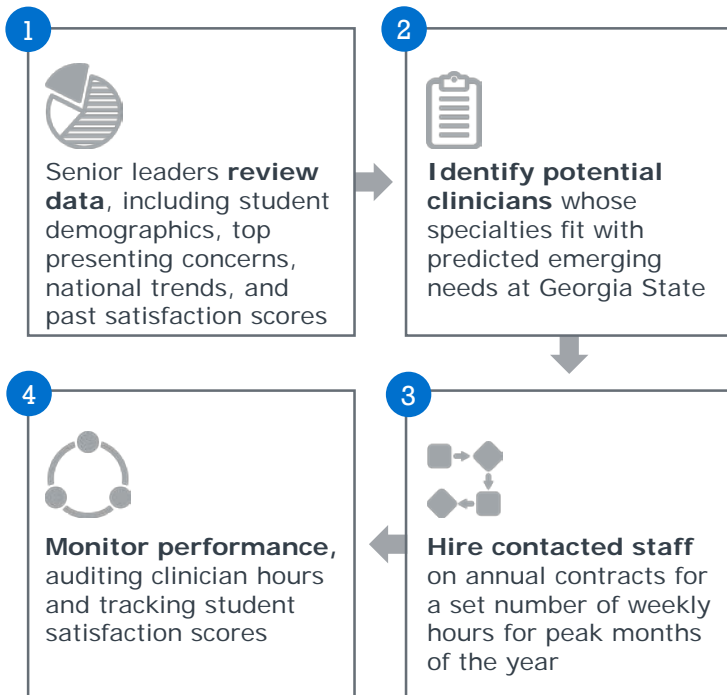 1
Senior leaders review
data, including student
demographics, top
presenting concerns,
national trends, and
past satisfaction scores
2
Identify potential
clinicians whose
specialties fit with
predicted emerging
needs at Georgia State
3
Hire contacted staff
on annual contracts for
a set number of weekly
hours for peak months
of the year
4
Monitor performance,
auditing clinician hours
and tracking student
satisfaction scores